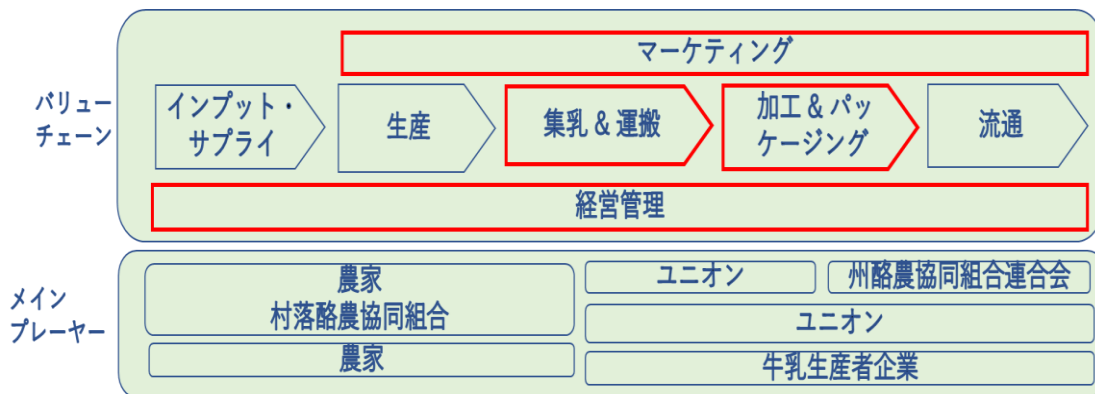 マーケティング
バリュー
チェーン
インプット・
サプライ
生産
集乳 & 運搬
加工 & パッ
ケージング
流通
経営管理
メイン
プレーヤー
農家
村落酪農協同組合
ユニオン
州酪農協同組合連合会
ユニオン
農家
牛乳生産者企業